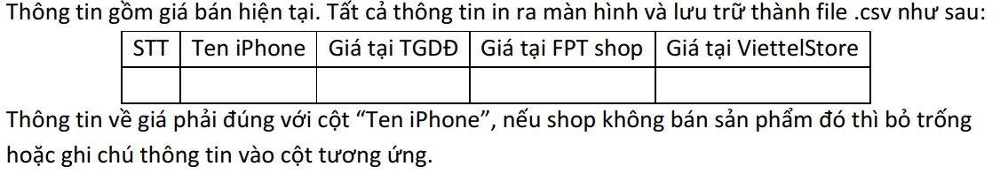 Thông tin gồm giá bán hiện tại. Tất cả thông tin in ra màn hình và lưu trữ thành file .csv như sau:
STT Ten iPhone Giá tại TGDĐ Giá tại FPT shop Giá tại ViettelStore
Thông tin về giá phải đúng với cột “Ten iPhone”, nếu shop không bán sản phẩm đó thì bỏ trống
hoặc ghi chú thông tin vào cột tương ứng.